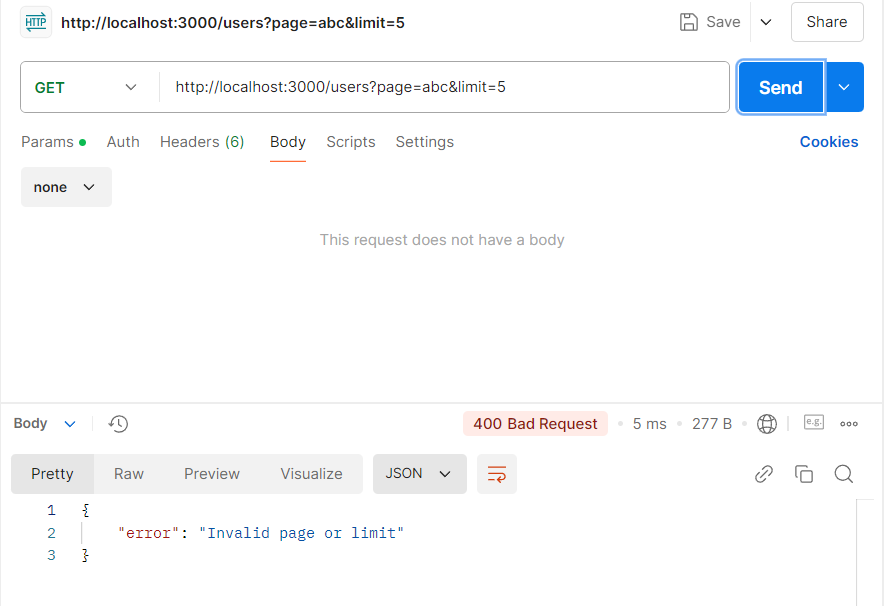 HTTP http://localhost:3000/users?page=abc&limit=5 Save Share
GET http://localhost:3000/users?page=abc&limit=5 Send
Params Auth Headers (6) Body Scripts Settings Cookies
none
This request does not have a body
Body 400 Bad Request 5 ms 277 B e.g.
Pretty Raw Preview Visualize JSON
1 {
2 "error": "Invalid page or limit"
3 }